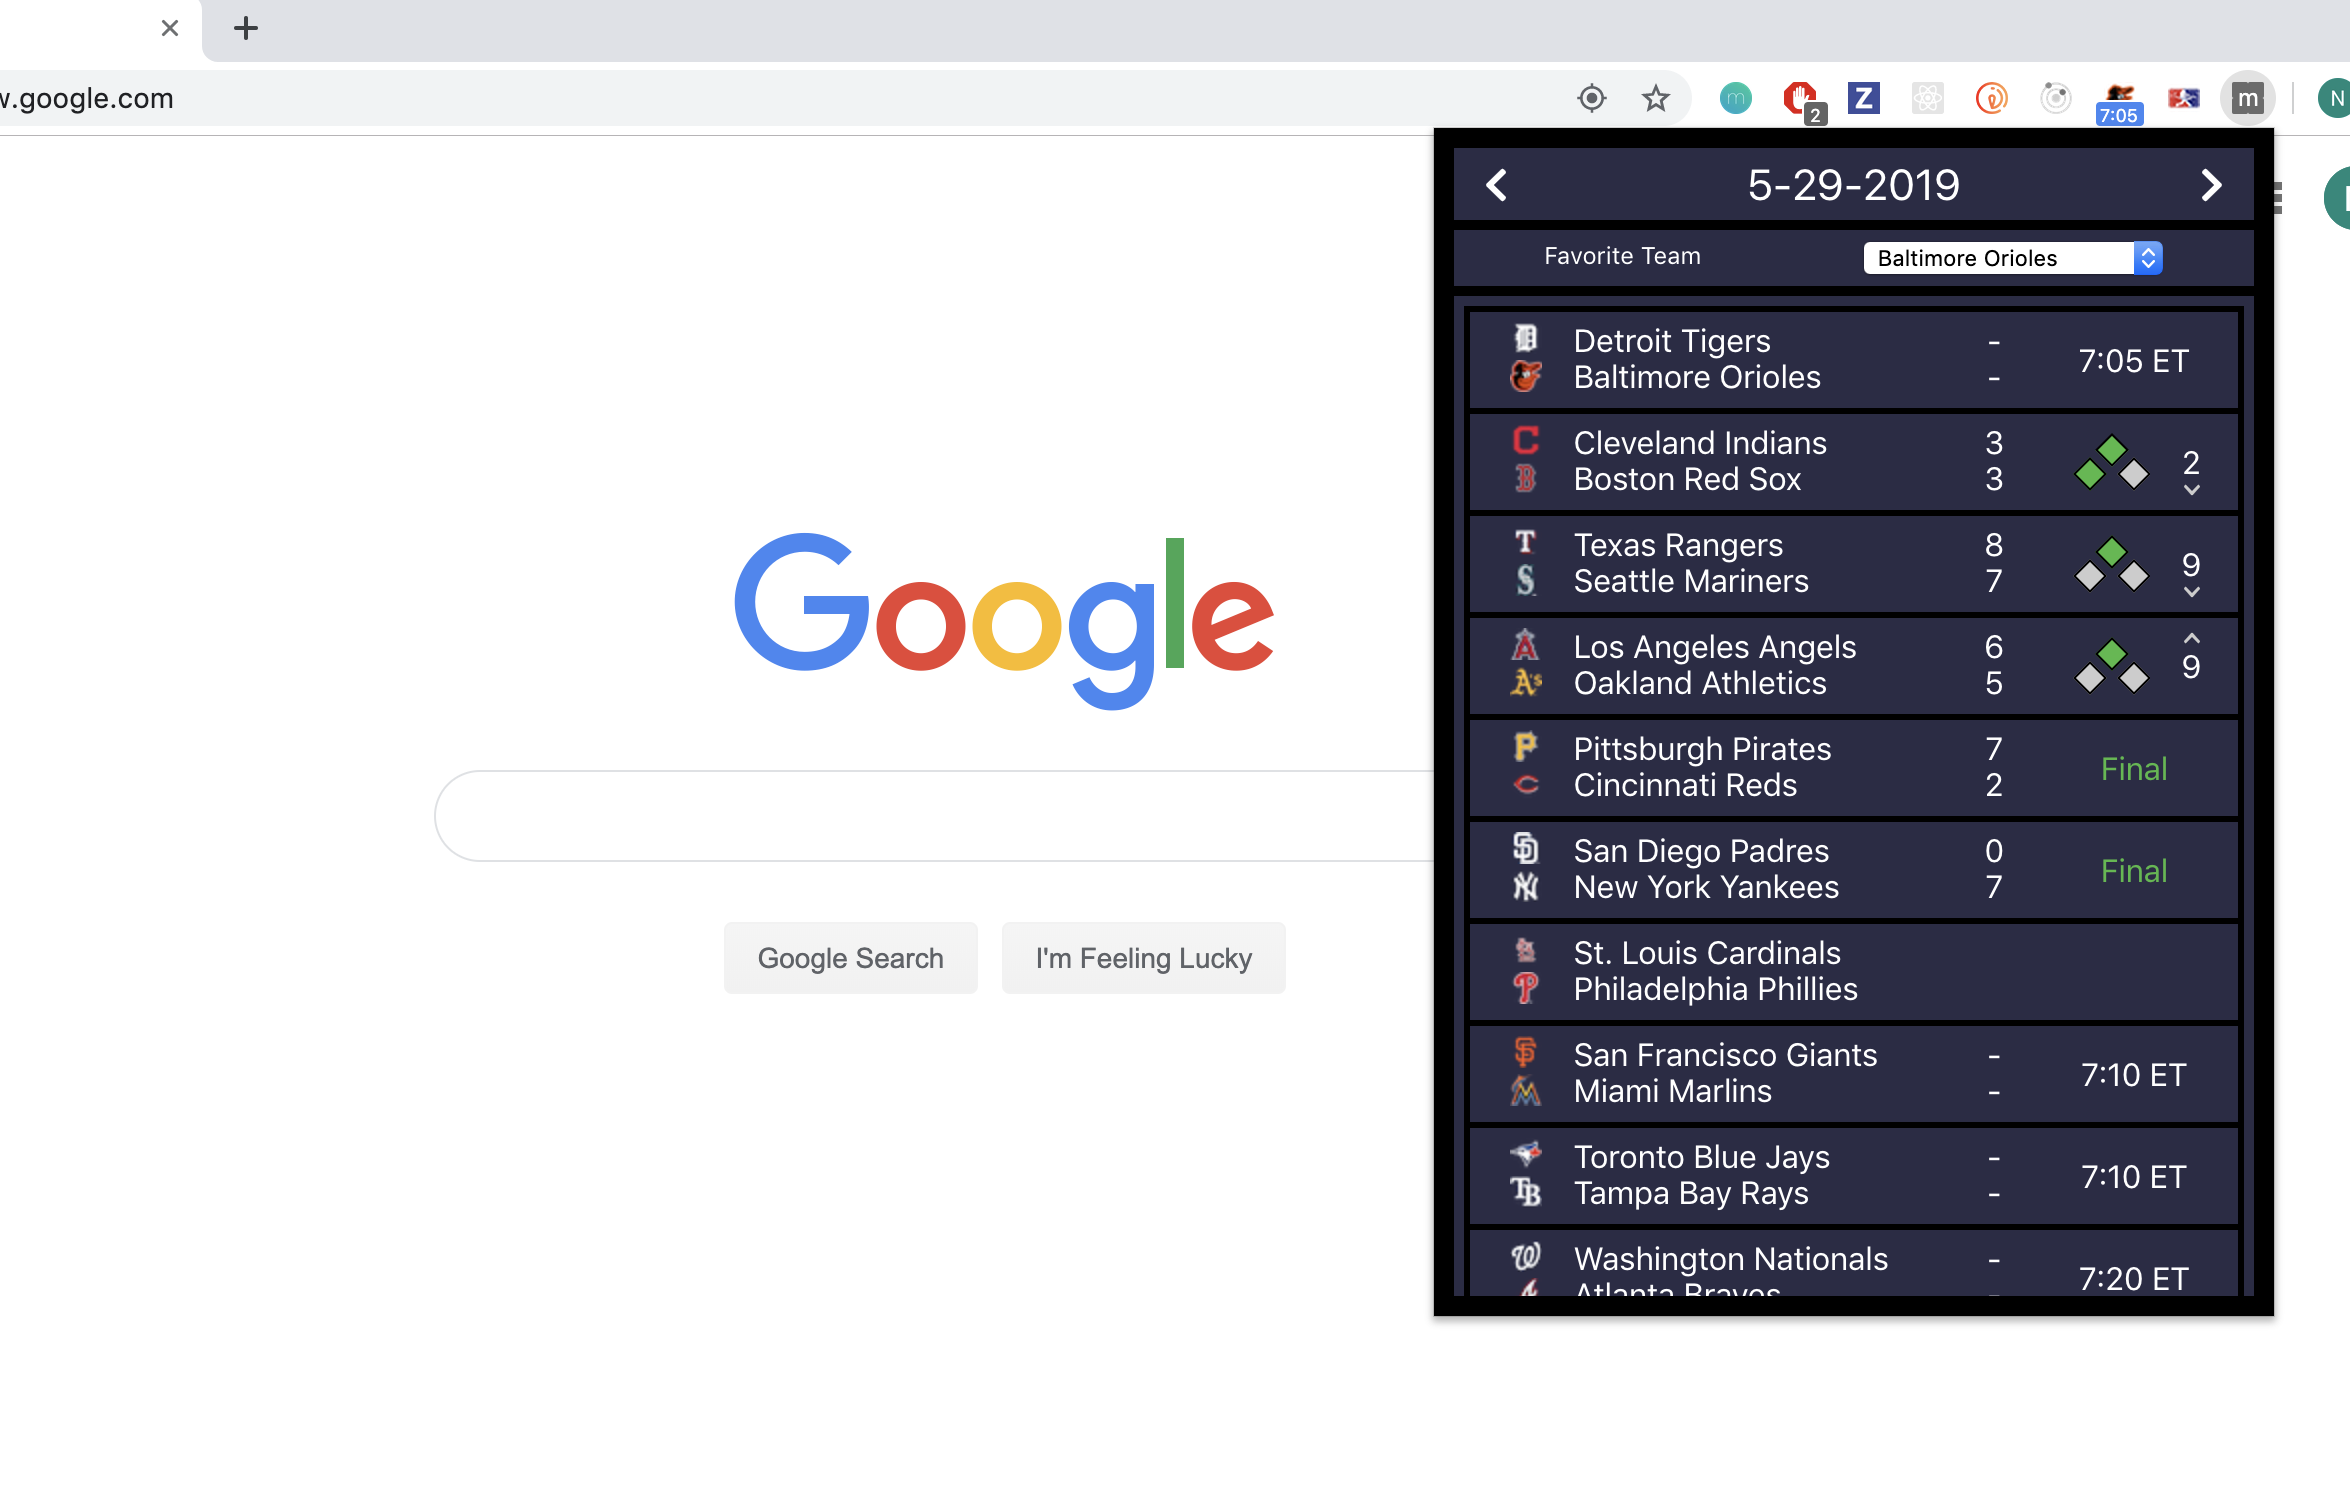 w.google.com
2
Z
7:05
m
N
5-29-2019
Favorite Team
Baltimore Orioles
Detroit Tigers -
Baltimore Orioles -
7:05 ET
Cleveland Indians 3
Boston Red Sox 3
2
Texas Rangers 8
Seattle Mariners 7
9
Los Angeles Angels 6
Oakland Athletics 5
9
Pittsburgh Pirates 7
Cincinnati Reds 2
Final
San Diego Padres 0
New York Yankees 7
Final
St. Louis Cardinals
Philadelphia Phillies
San Francisco Giants -
Miami Marlins -
7:10 ET
Toronto Blue Jays -
Tampa Bay Rays -
7:10 ET
Washington Nationals -
Atlanta Braves -
7:20 ET
Google
Google Search
I'm Feeling Lucky